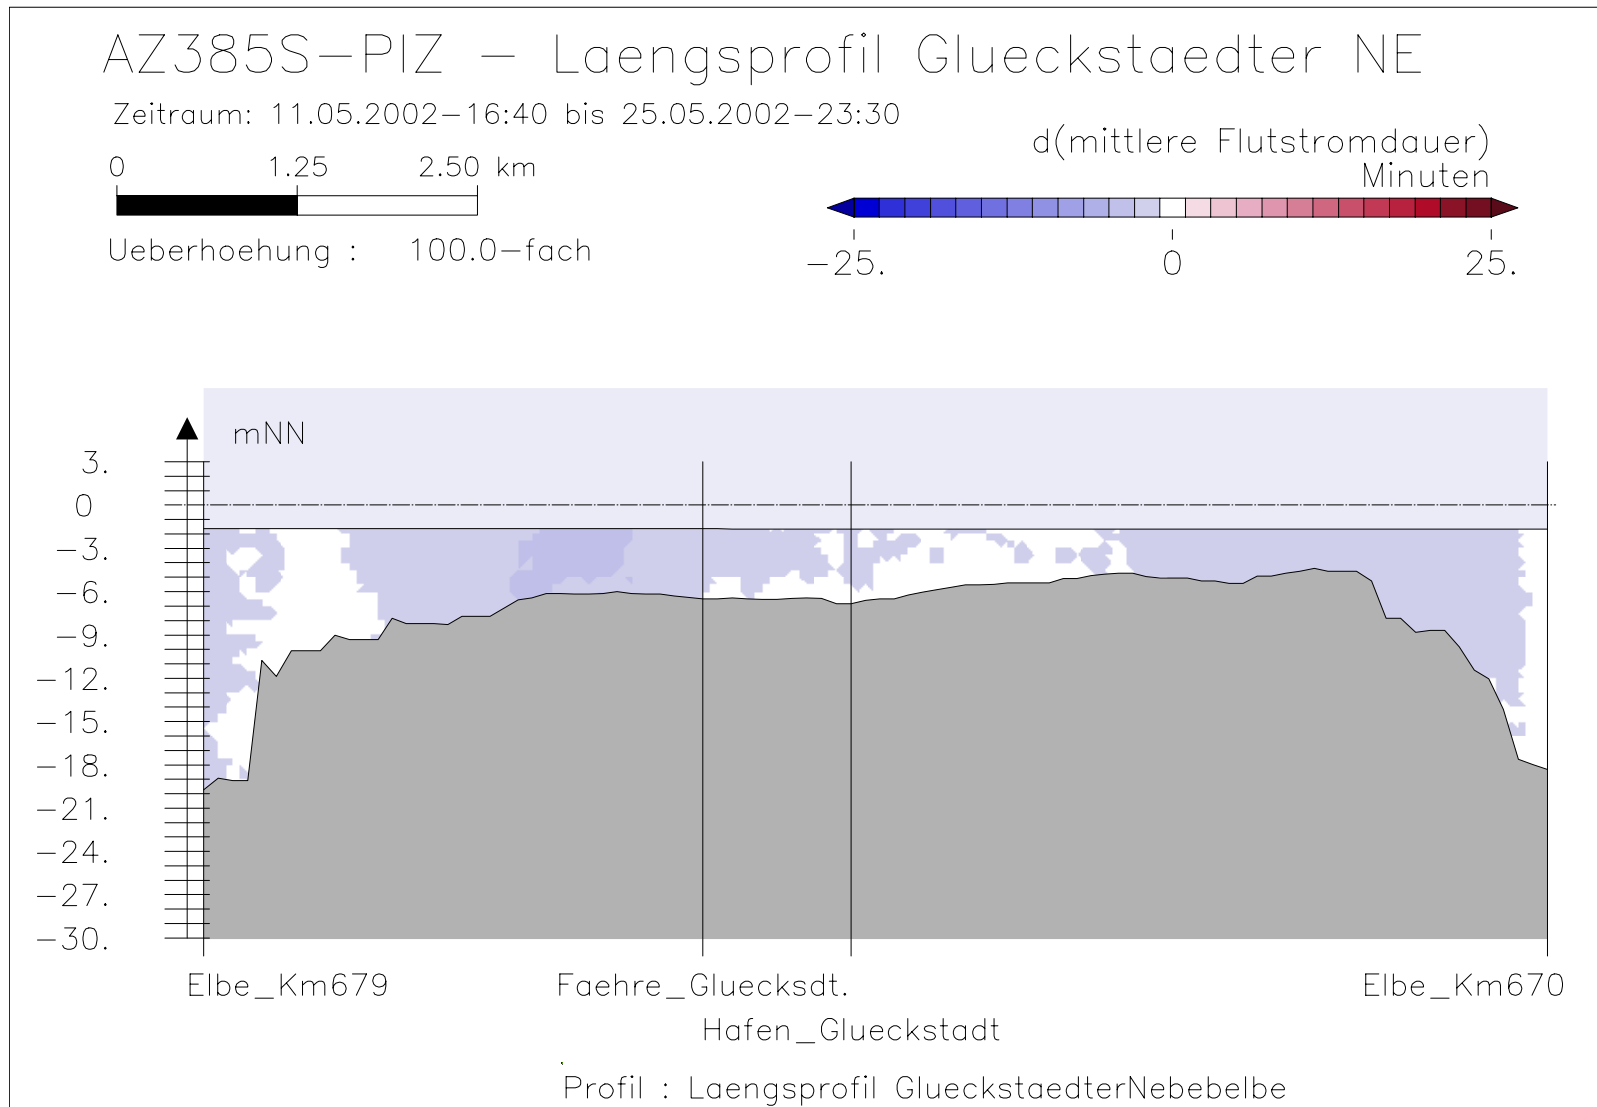 AZ385S-PIZ - Laengsprofil Glueckstaedter NE
Zeitraum: 11.05.2002-16:40 bis 25.05.2002-23:30
d(mittlere Flutstromdauer)
0 1.25 2.50 km
Minuten
Ueberhoehung : 100.0-fach
-25. 0 25.
mNN
3.
0
-3.
-6.
-9.
-12.
-15.
-18.
-21.
-24.
-27.
-30.
Elbe_Km679 Faehre_Gluecksdt. Elbe_Km670
Hafen_Glueckstadt
Profil : Laengsprofil GlueckstaedterNebebelbe